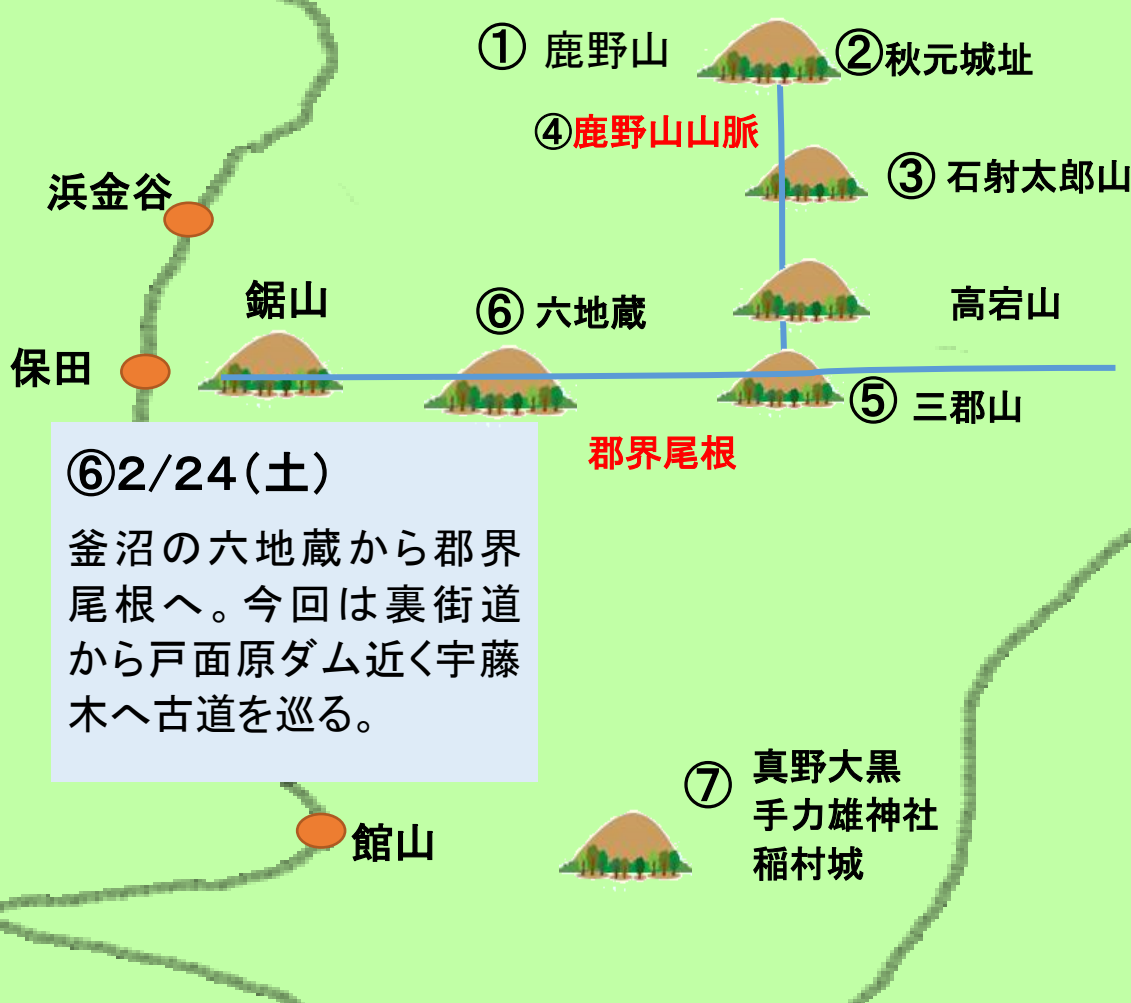 ① 鹿野山
②秋元城址
④鹿野山山脈
③ 石射太郎山
浜金谷
鋸山
⑥ 六地蔵
高宕山
保田
⑤ 三郡山
郡界尾根
⑥2/24(土)
釜沼の六地蔵から郡界
尾根へ。今回は裏街道
から戸面原ダム近く宇藤
木へ古道を巡る。
⑦ 真野大黒
手力雄神社
稲村城
館山